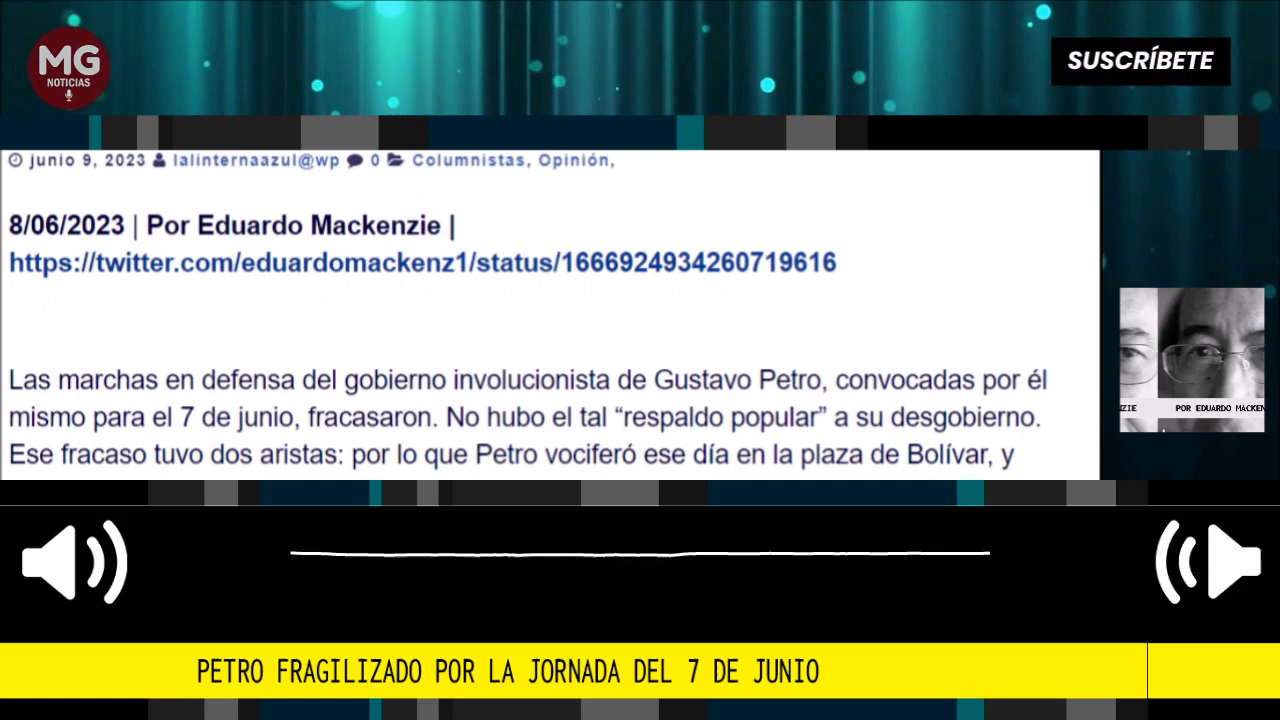 MG
NOTICIAS
SUSCRÍBETE
junio 9, 2023 lalinternaazul@wp 0 Columnistas, Opinión,
8/06/2023 | Por Eduardo Mackenzie |
https://twitter.com/eduardomackenz1/status/1666924934260719616
Las marchas en defensa del gobierno involucionista de Gustavo Petro, convocadas por él
mismo para el 7 de junio, fracasaron. No hubo el tal “respaldo popular” a su desgobierno.
Ese fracaso tuvo dos aristas: por lo que Petro vociferó ese día en la plaza de Bolívar, y
ZIE POR EDUARDO MACKEN
PETRO FRAGILIZADO POR LA JORNADA DEL 7 DE JUNIO